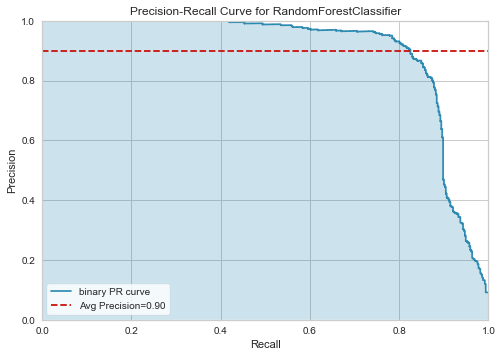 Precision-Recall Curve for RandomForestClassifier
1.0
0.8
0.6
0.4
0.2
0.0
Precision
binary PR curve
Avg Precision=0.90
0.0 0.2 0.4 0.6 0.8 1.0
Recall